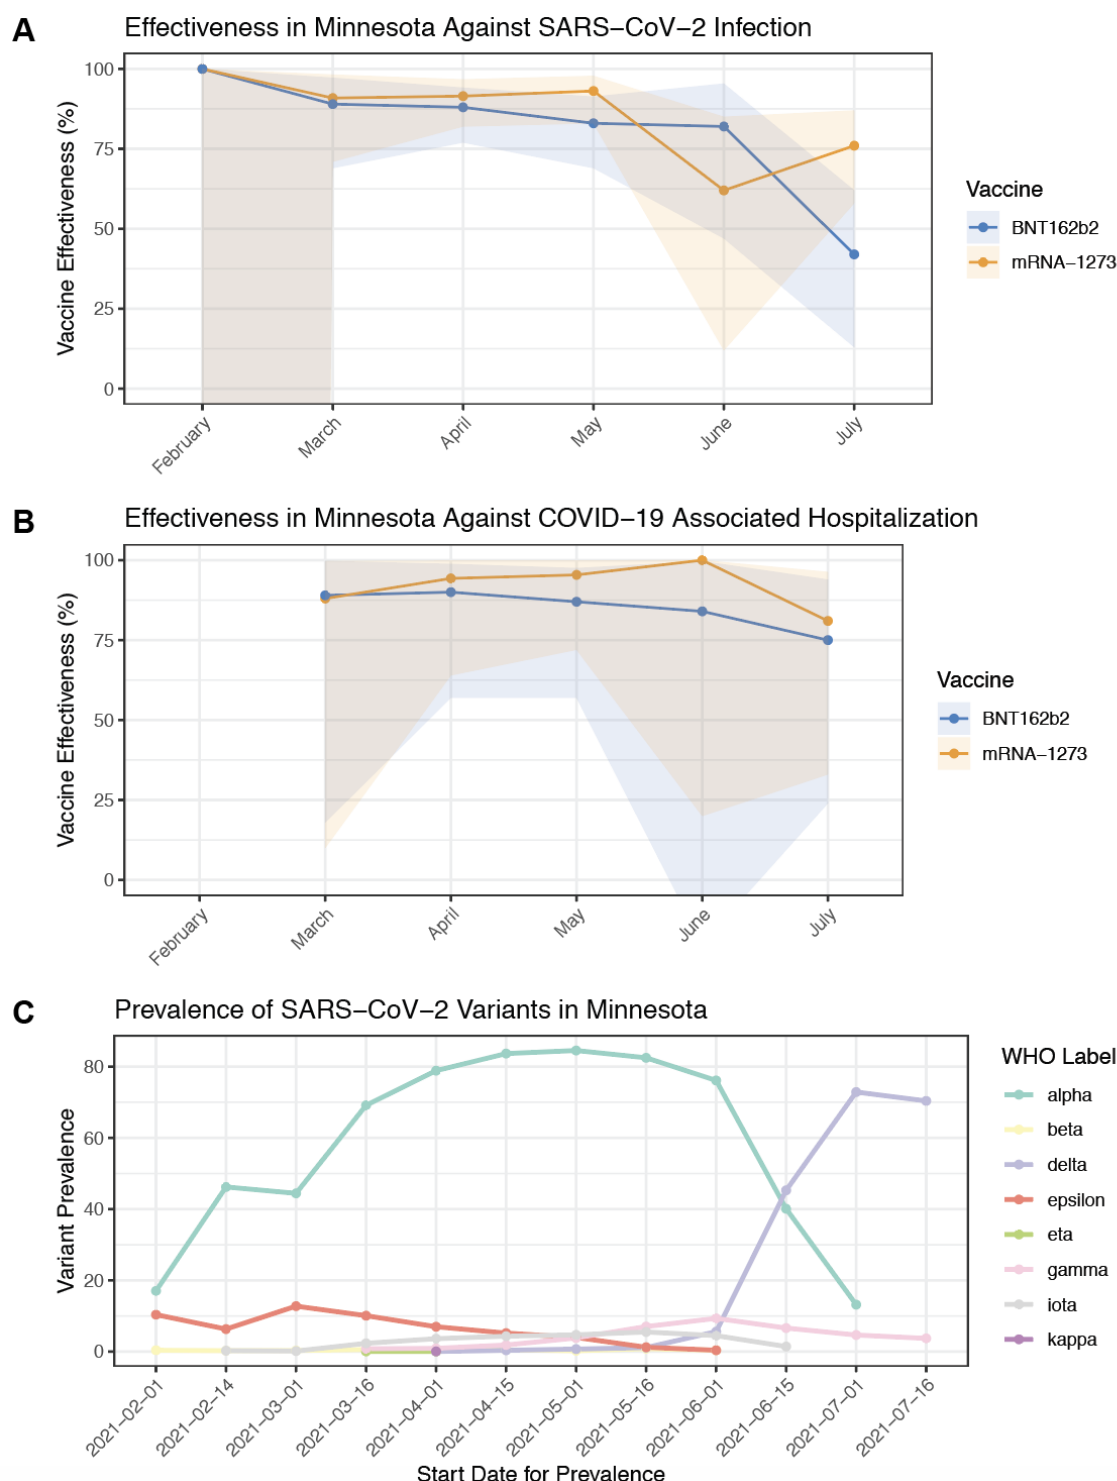 A
Effectiveness in Minnesota Against SARS−CoV−2 Infection
Vaccine Effectiveness (%)
100
75
50
25
0
February
March
April
May
June
July
Vaccine
BNT162b2
mRNA−1273
B
Effectiveness in Minnesota Against COVID−19 Associated Hospitalization
Vaccine Effectiveness (%)
100
75
50
25
0
February
March
April
May
June
July
Vaccine
BNT162b2
mRNA−1273
C
Prevalence of SARS−CoV−2 Variants in Minnesota
Variant Prevalence
80
60
40
20
0
2021−02−01
2021−02−14
2021−03−01
2021−03−16
2021−04−01
2021−04−15
2021−05−01
2021−05−16
2021−06−01
2021−06−15
2021−07−01
2021−07−16
Start Date for Prevalence
WHO Label
alpha
beta
delta
epsilon
eta
gamma
iota
kappa